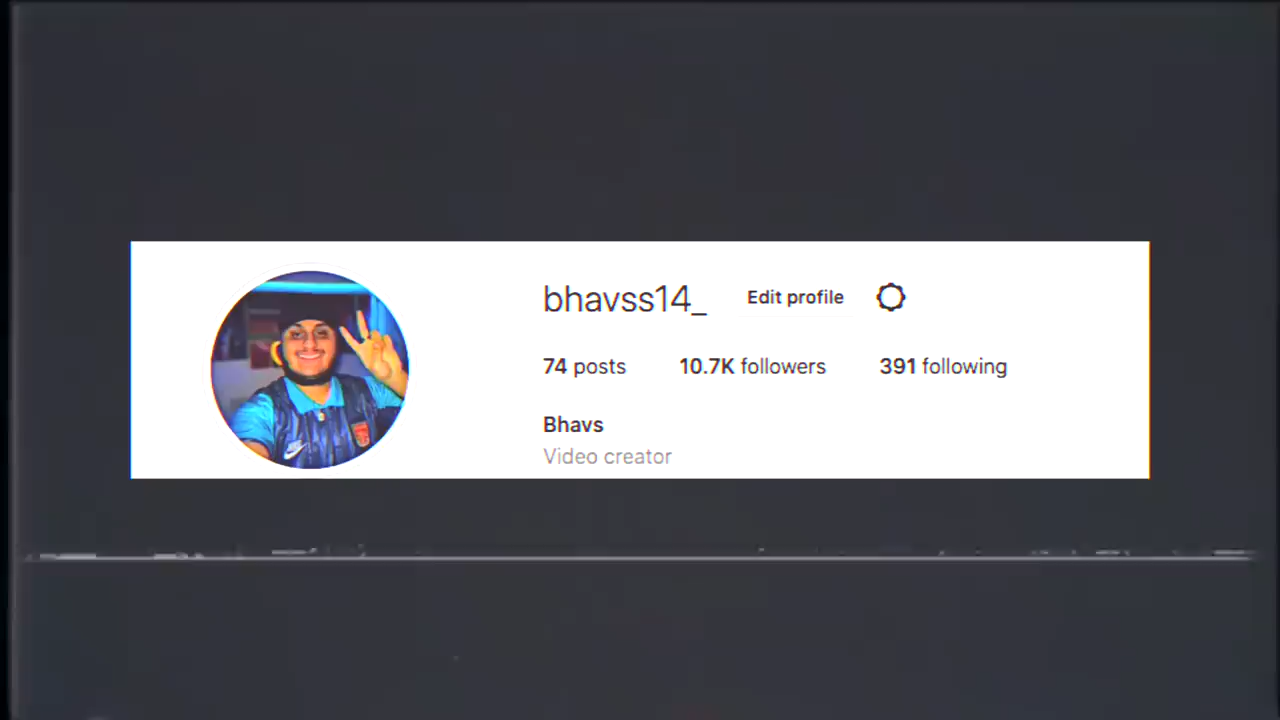 bhavss14_ Edit profile
74 posts 10.7K followers 391 following
Bhavs
Video creator